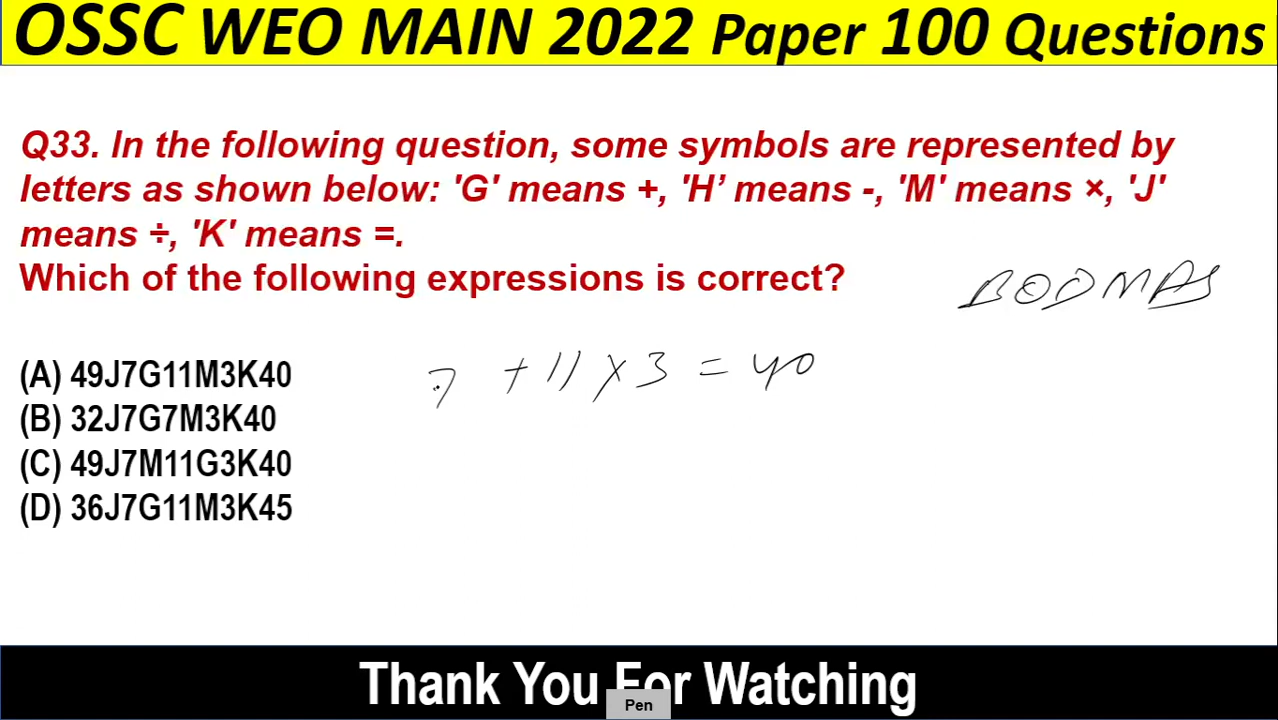 OSSC WEO MAIN 2022 Paper 100 Questions
Q33. In the following question, some symbols are represented by
letters as shown below: 'G' means +, 'H’ means -, 'M' means ×, 'J'
means ÷, 'K' means =.
Which of the following expressions is correct?
BODMAS
(A) 49J7G11M3K40
7 + 11 × 3 = 40
(B) 32J7G7M3K40
(C) 49J7M11G3K40
(D) 36J7G11M3K45
Thank You For Watching
Pen